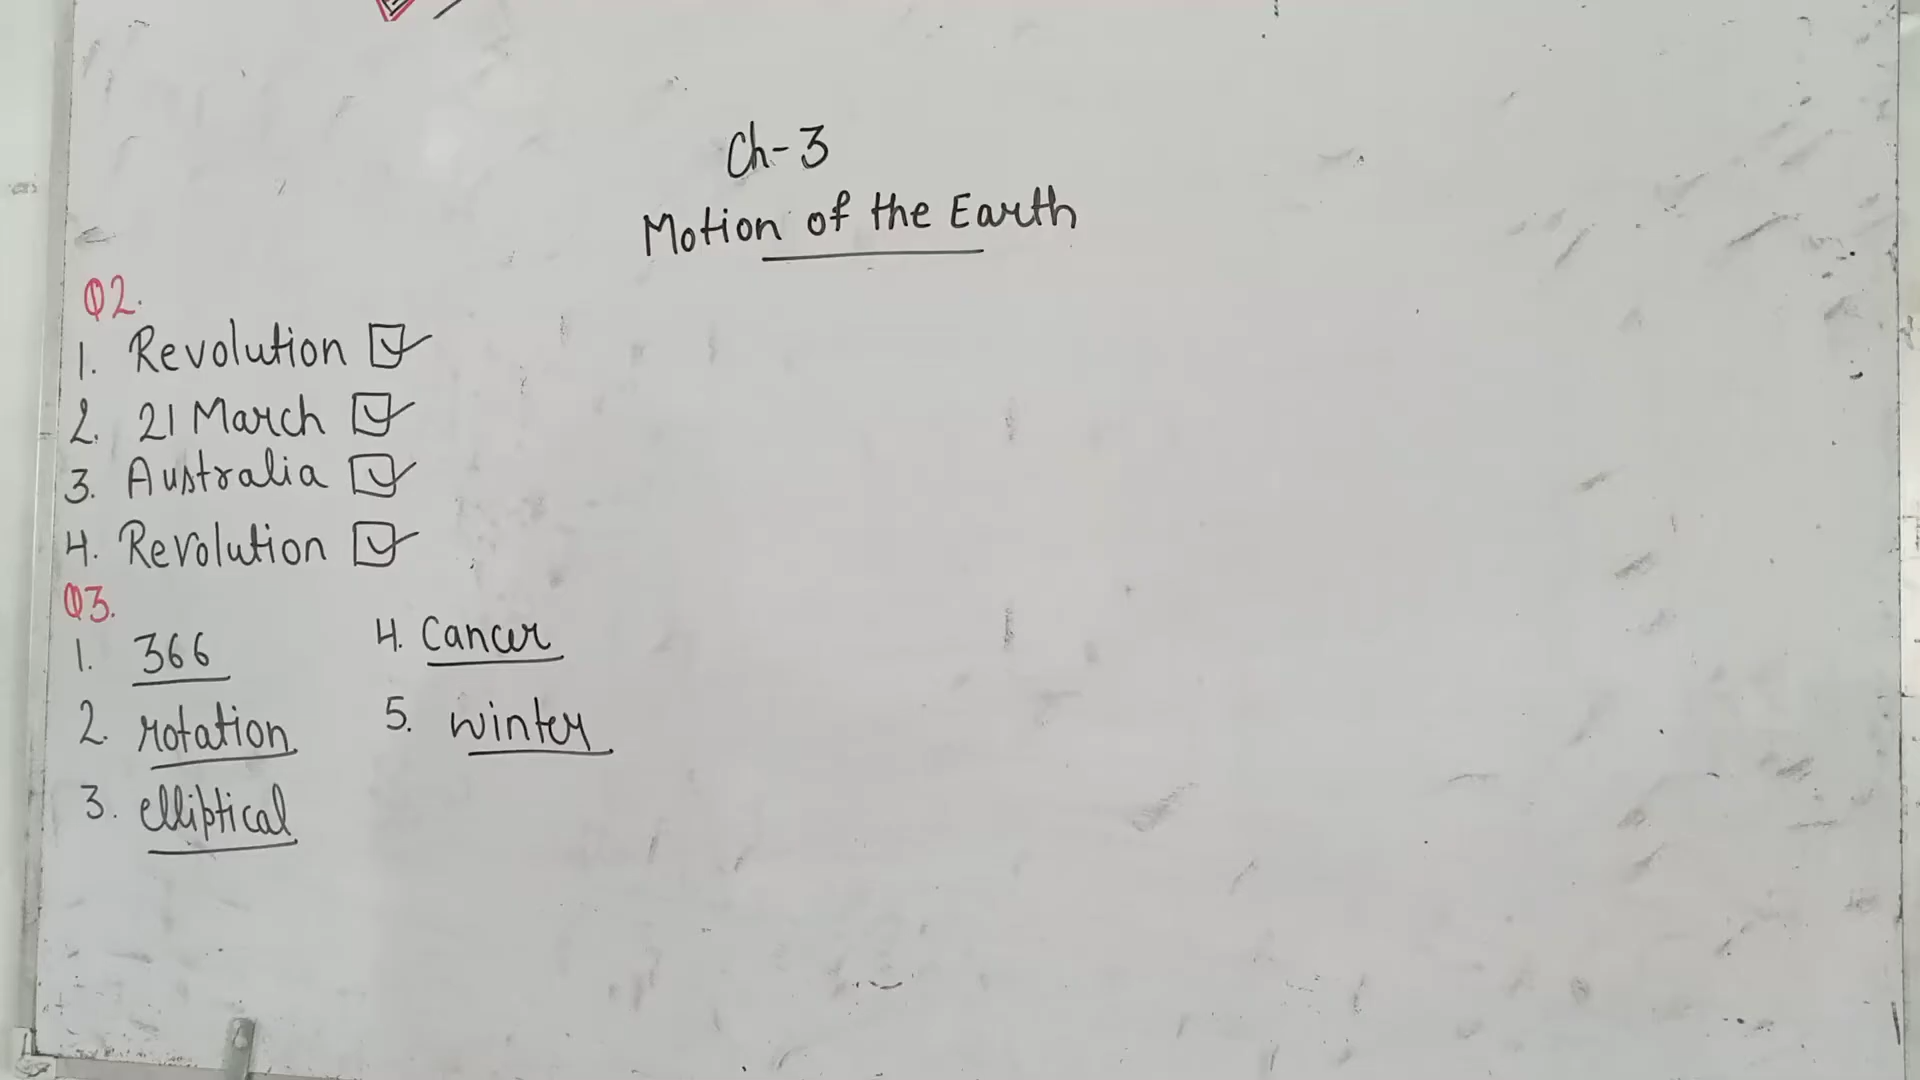 Ch-3
Motion of the Earth
Q2.
1. Revolution
2. 21 March
3. Australia
4. Revolution
Q3.
1. 366
2. rotation
3. elliptical
4. Cancer
5. winter